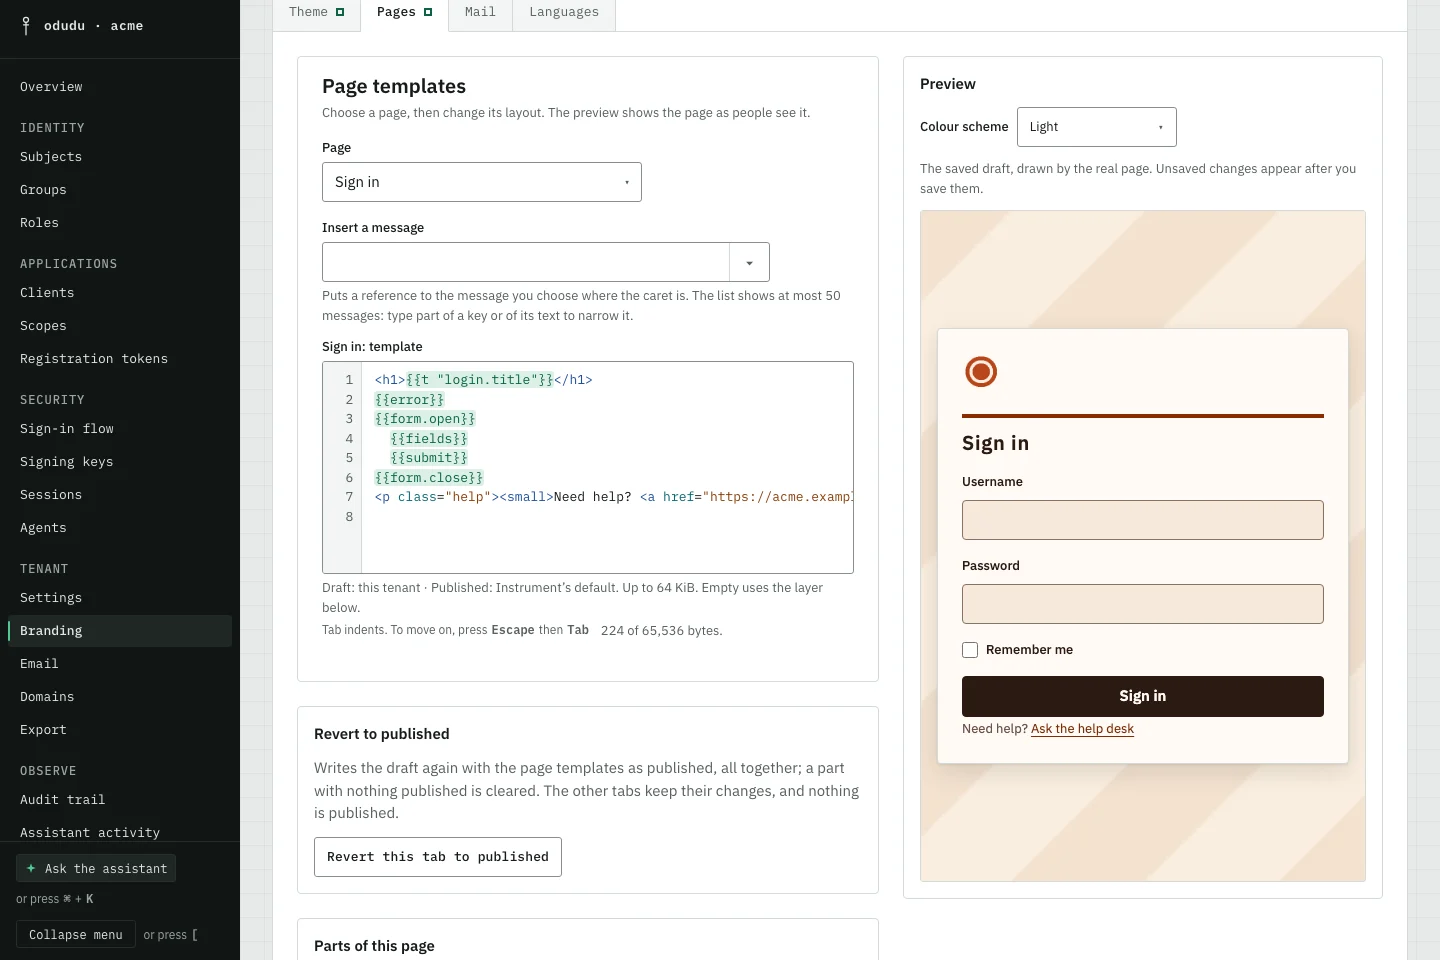 odudu · acme
Overview
IDENTITY
Subjects
Groups
Roles
APPLICATIONS
Clients
Scopes
Registration tokens
SECURITY
Sign-in flow
Signing keys
Sessions
Agents
TENANT
Settings
Branding
Email
Domains
Export
OBSERVE
Audit trail
Assistant activity
Ask the assistant
or press ⌘ + K
Collapse menu or press [
Theme Pages Mail Languages
Page templates
Choose a page, then change its layout. The preview shows the page as people see it.
Page
Sign in
Insert a message
Puts a reference to the message you choose where the caret is. The list shows at most 50
messages: type part of a key or of its text to narrow it.
Sign in: template
1 <h1>{{t "login.title"}}</h1>
2 {{error}}
3 {{form.open}}
4 {{fields}}
5 {{submit}}
6 {{form.close}}
7 <p class="help"><small>Need help? <a href="https://acme.exampl
8
Draft: this tenant · Published: Instrument's default. Up to 64 KiB. Empty uses the layer
below.
Tab indents. To move on, press Escape then Tab 224 of 65,536 bytes.
Revert to published
Writes the draft again with the page templates as published, all together; a part
with nothing published is cleared. The other tabs keep their changes, and nothing
is published.
Revert this tab to published
Parts of this page
Preview
Colour scheme Light
The saved draft, drawn by the real page. Unsaved changes appear after you
save them.
Sign in
Username
Password
Remember me
Sign in
Need help? Ask the help desk